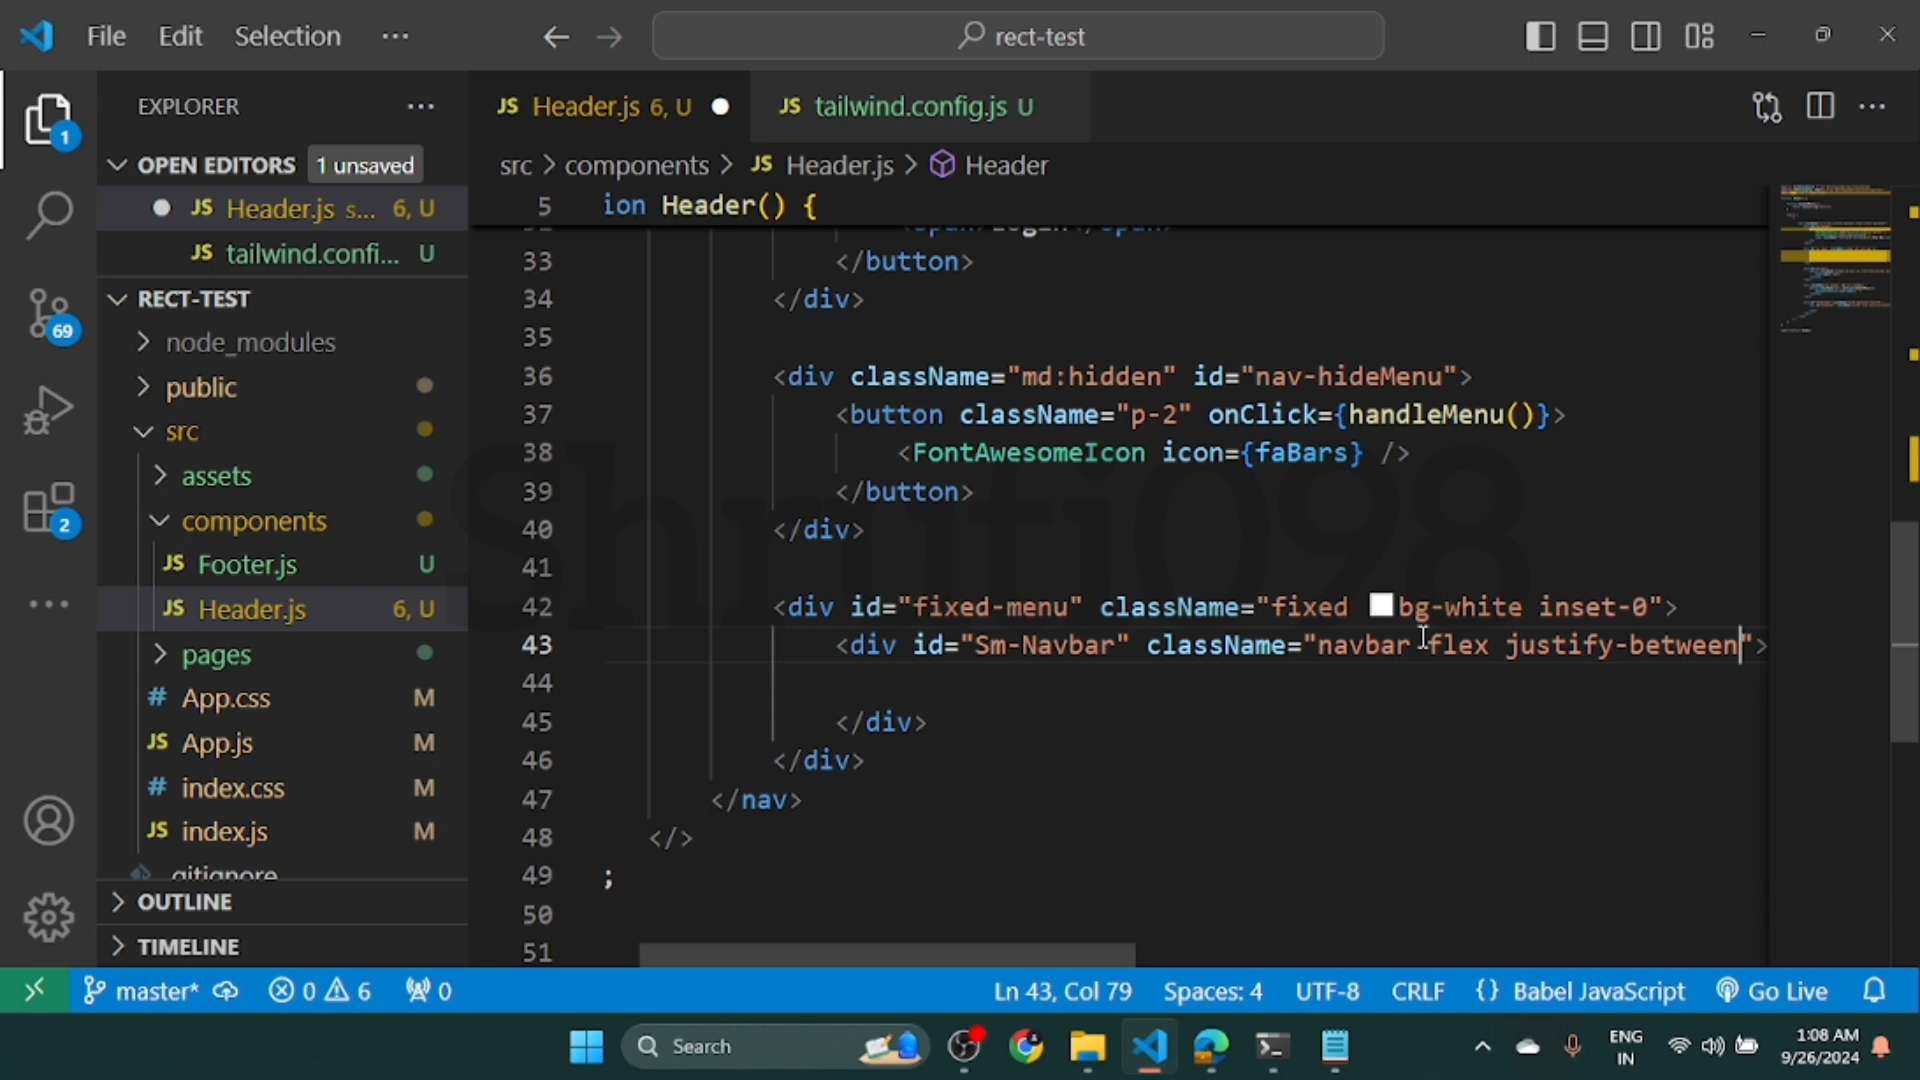 File Edit Selection ··· rect-test
EXPLORER ···
OPEN EDITORS 1 unsaved
JS Header.js s... 6, U
JS tailwind.confi... U
RECT-TEST
node_modules
public
src
assets
components
JS Footer.js U
JS Header.js 6, U
pages
# App.css M
JS App.js M
# index.css M
JS index.js M
.gitignore
OUTLINE
TIMELINE
1
69
2
JS Header.js 6, U JS tailwind.config.js U ···
src > components > JS Header.js > Header
5 ion Header() {
33 </button>
34 </div>
35
36 <div className="md:hidden" id="nav-hideMenu">
37 <button className="p-2" onClick={handleMenu()}>
38 <FontAwesomeIcon icon={faBars} />
39 </button>
40 </div>
41
42 <div id="fixed-menu" className="fixed bg-white inset-0">
43 <div id="Sm-Navbar" className="navbar flex justify-between">
44
45 </div>
46 </div>
47 </nav>
48 </>
49 ;
50
51
Shruti098
master* 0 6 0 Ln 43, Col 79 Spaces: 4 UTF-8 CRLF {} Babel JavaScript Go Live
Search ENG IN 1:08 AM 9/26/2024